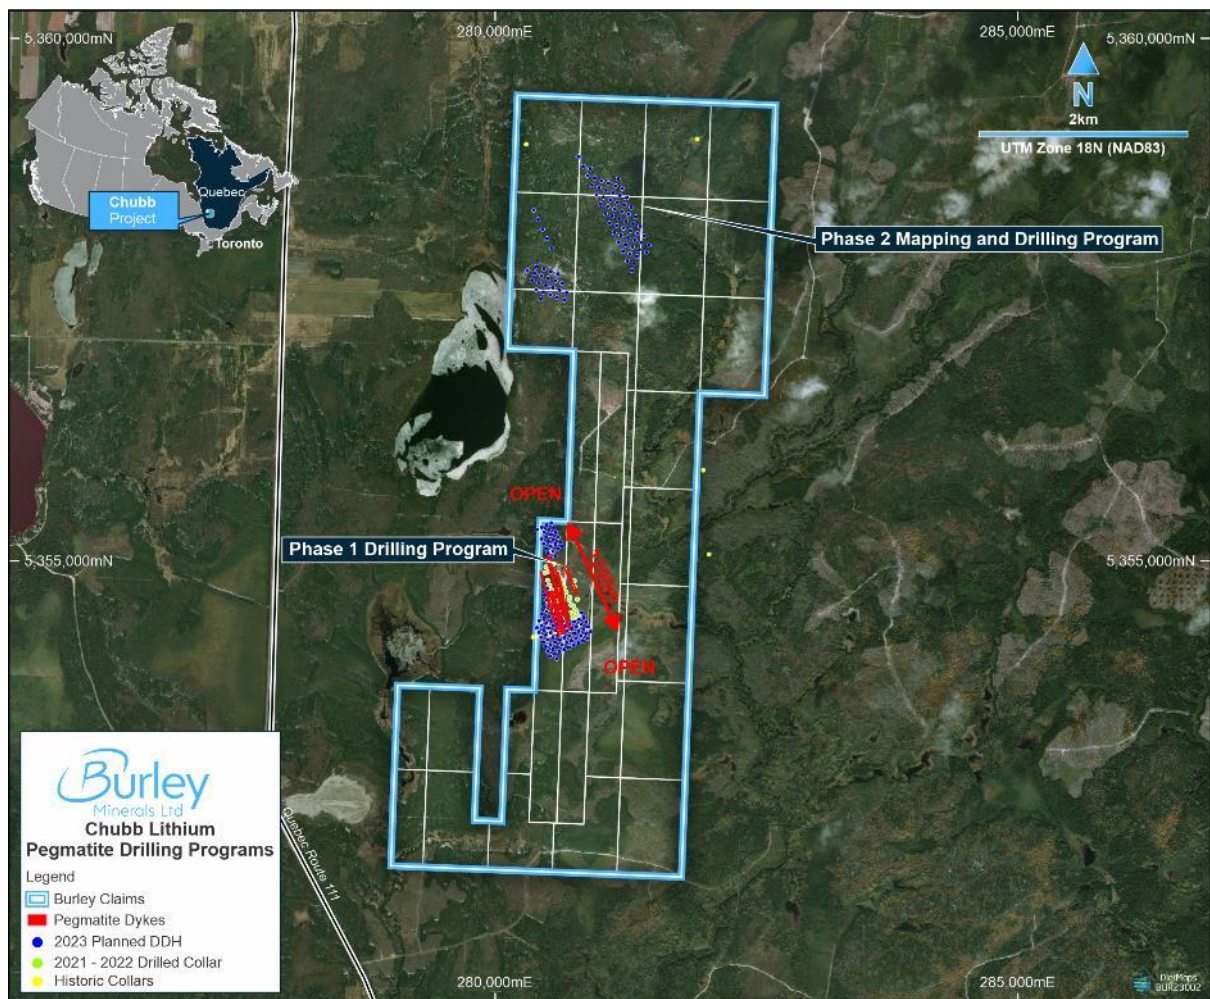 280,000mE
285,000mE
5,360,000mN
5,360,000mN
N
2km
UTM Zone 18N (NAD83)
Quebec
Chubb
Project
Toronto
Phase 2 Mapping and Drilling Program
OPEN
Phase 1 Drilling Program
5,355,000mN
5,355,000mN
OPEN
Burley
Minerals Ltd
Chubb Lithium
Pegmatite Drilling Programs
Legend
Burley Claims
Pegmatite Dykes
2023 Planned DDH
2021 - 2022 Drilled Collar
Historic Collars
Quebec Route 111
280,000mE
285,000mE
DigiMaps
BUR23002